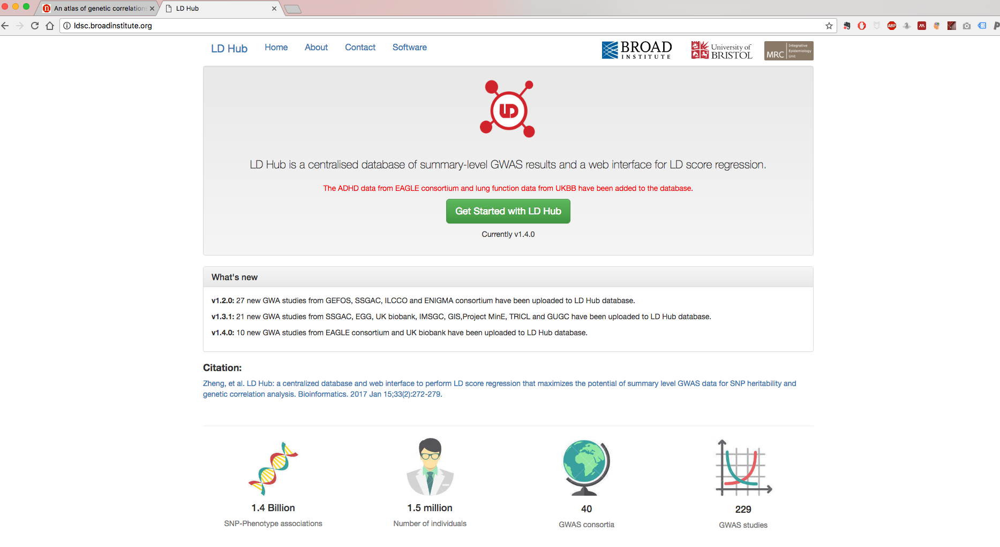 An atlas of genetic correlations
LD Hub
ldsc.broadinstitute.org
ABP
LD Hub
Home
About
Contact
Software
BROAD
INSTITUTE
University of
BRISTOL
MRC
Integrative
Epidemiology
Unit
LD
LD Hub is a centralised database of summary-level GWAS results and a web interface for LD score regression.
The ADHD data from EAGLE consortium and lung function data from UKBB have been added to the database.
Get Started with LD Hub
Currently v1.4.0
What's new
v1.2.0: 27 new GWA studies from GEFOS, SSGAC, ILCCO and ENIGMA consortium have been uploaded to LD Hub database.
v1.3.1: 21 new GWA studies from SSGAC, EGG, UK biobank, IMSGC, GIS,Project MinE, TRICL and GUGC have been uploaded to LD Hub database.
v1.4.0: 10 new GWA studies from EAGLE consortium and UK biobank have been uploaded to LD Hub database.
Citation:
Zheng, et al. LD Hub: a centralized database and web interface to perform LD score regression that maximizes the potential of summary level GWAS data for SNP heritability and
genetic correlation analysis. Bioinformatics. 2017 Jan 15;33(2):272-279.
1.4 Billion
SNP-Phenotype associations
1.5 million
Number of individuals
40
GWAS consortia
229
GWAS studies